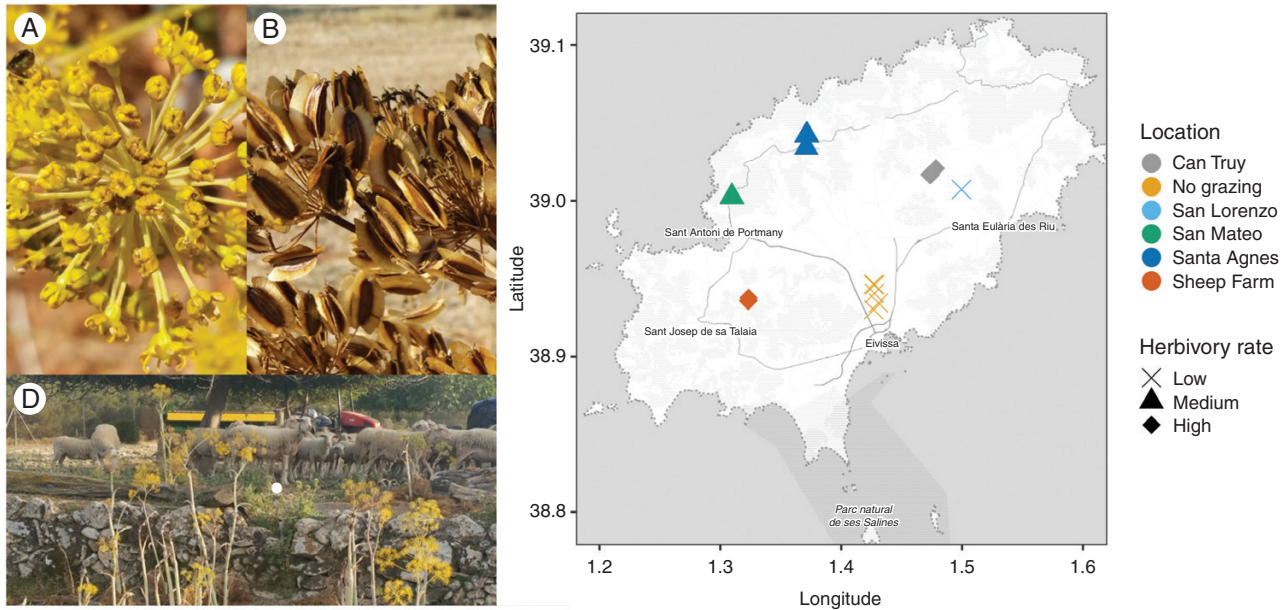 A
B
D
39.1
39.0
38.9
38.8
Latitude
1.2
1.3
1.4
1.5
1.6
Longitude
Sant Antoni de Portmany
Santa Eulària des Riu
Sant Josep de sa Talaia
Eivissa
Parc natural
de ses Salines
Location
Can Truy
No grazing
San Lorenzo
San Mateo
Santa Agnes
Sheep Farm
Herbivory rate
Low
Medium
High